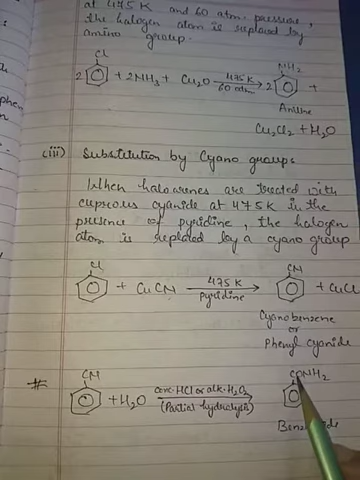 at 475 K and 60 atm. pressure,
the halogen atom is replaced by
amino group.
Cl NH2
2 + 2NH3 + Cu2O 475 K 60 atm → 2 +
Aniline
Cu2Cl2 + H2O
(iii) Substitution by Cyano group:
When haloarenes are treated with
cuprous cyanide at 475 K in the
presence of pyridine, the halogen
atom is replaced by a cyano group
Cl CN
+ CuCN 475 K pyridine → + CuCl
Cyanobenzene
or
Phenyl cyanide
CN CONH2
# + H2O conc. HCl or alk. H2O2 (Partial hydrolysis) →